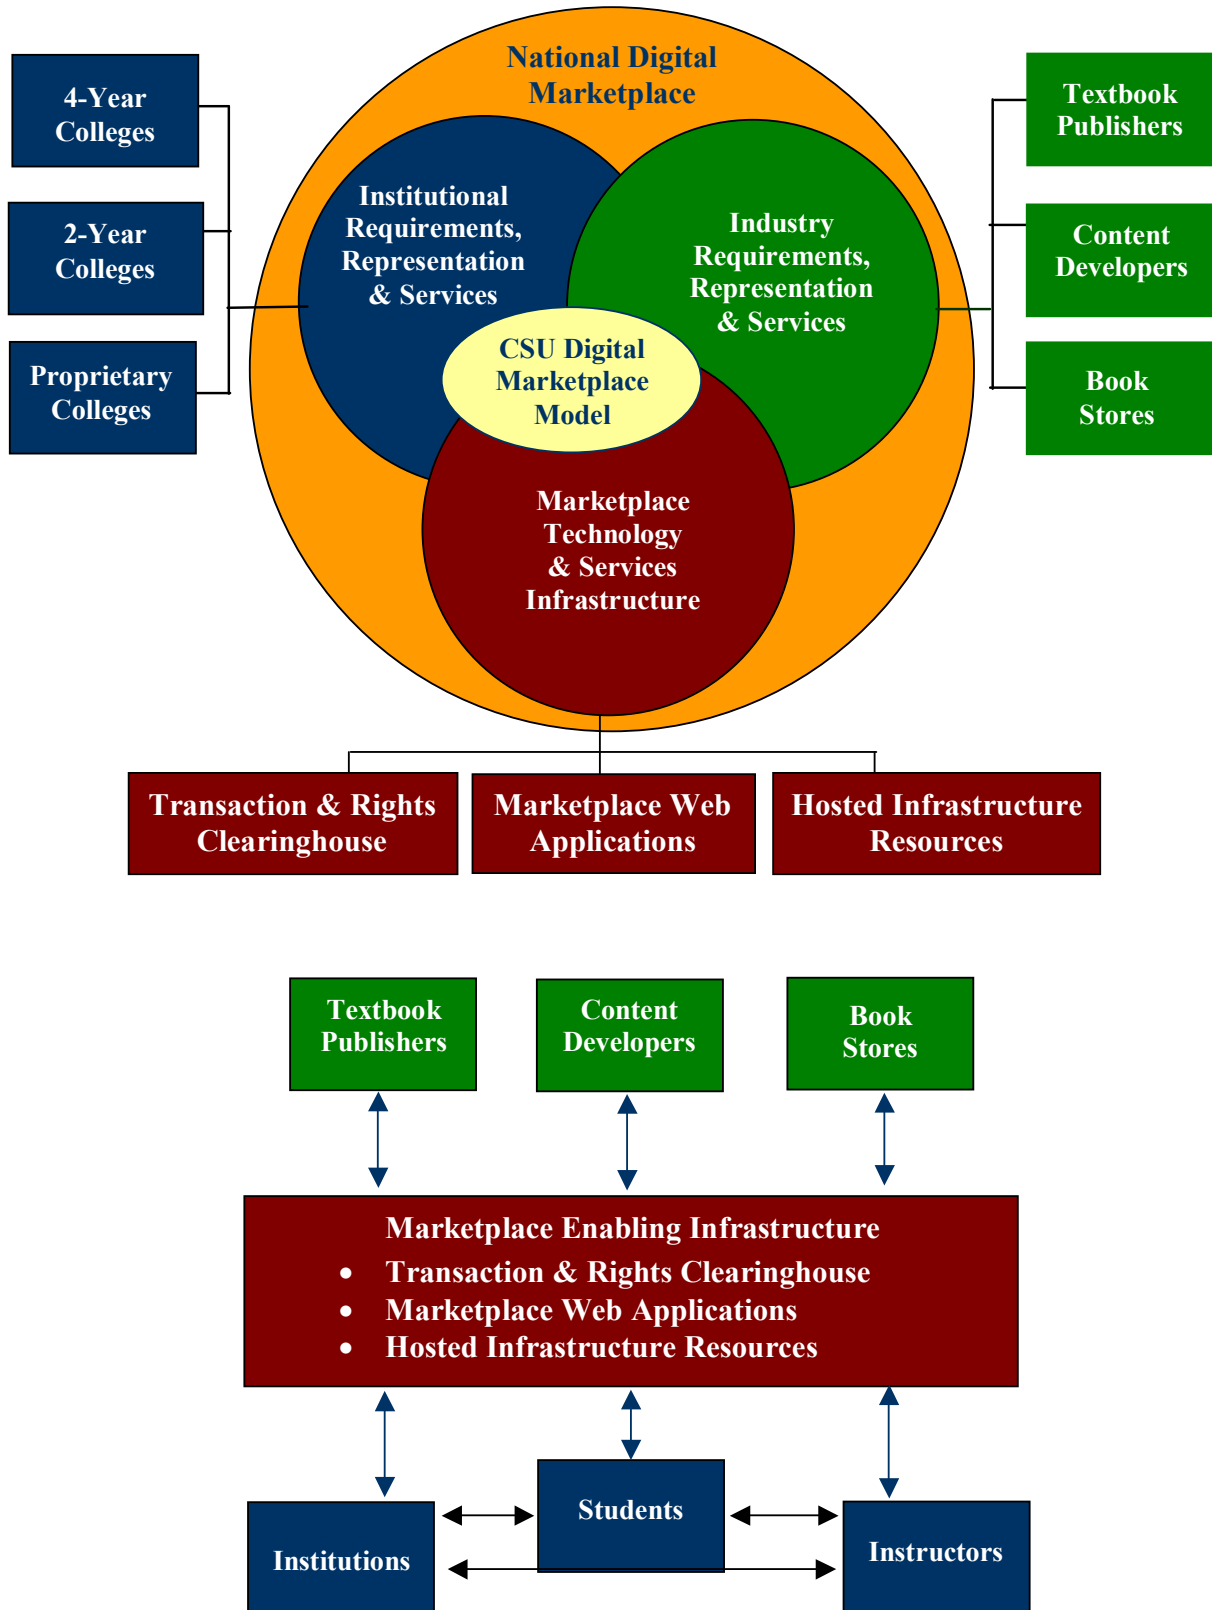 National Digital
Marketplace
4-Year
Colleges
2-Year
Colleges
Proprietary
Colleges
Institutional
Requirements,
Representation
& Services
Industry
Requirements,
Representation
& Services
CSU Digital
Marketplace
Model
Marketplace
Technology
& Services
Infrastructure
Textbook
Publishers
Content
Developers
Book
Stores
Transaction & Rights
Clearinghouse
Marketplace Web
Applications
Hosted Infrastructure
Resources
Textbook
Publishers
Content
Developers
Book
Stores
Marketplace Enabling Infrastructure
• Transaction & Rights Clearinghouse
• Marketplace Web Applications
• Hosted Infrastructure Resources
Institutions
Students
Instructors